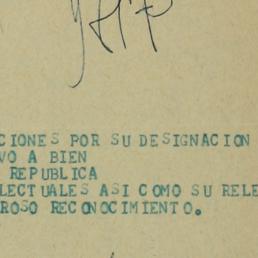 CIONES POR SU DESIGNACION
VO A BIEN
REPUBLICA
LECTUALES ASI COMO SU RELE
ROSO RECONOCIMIENTO.